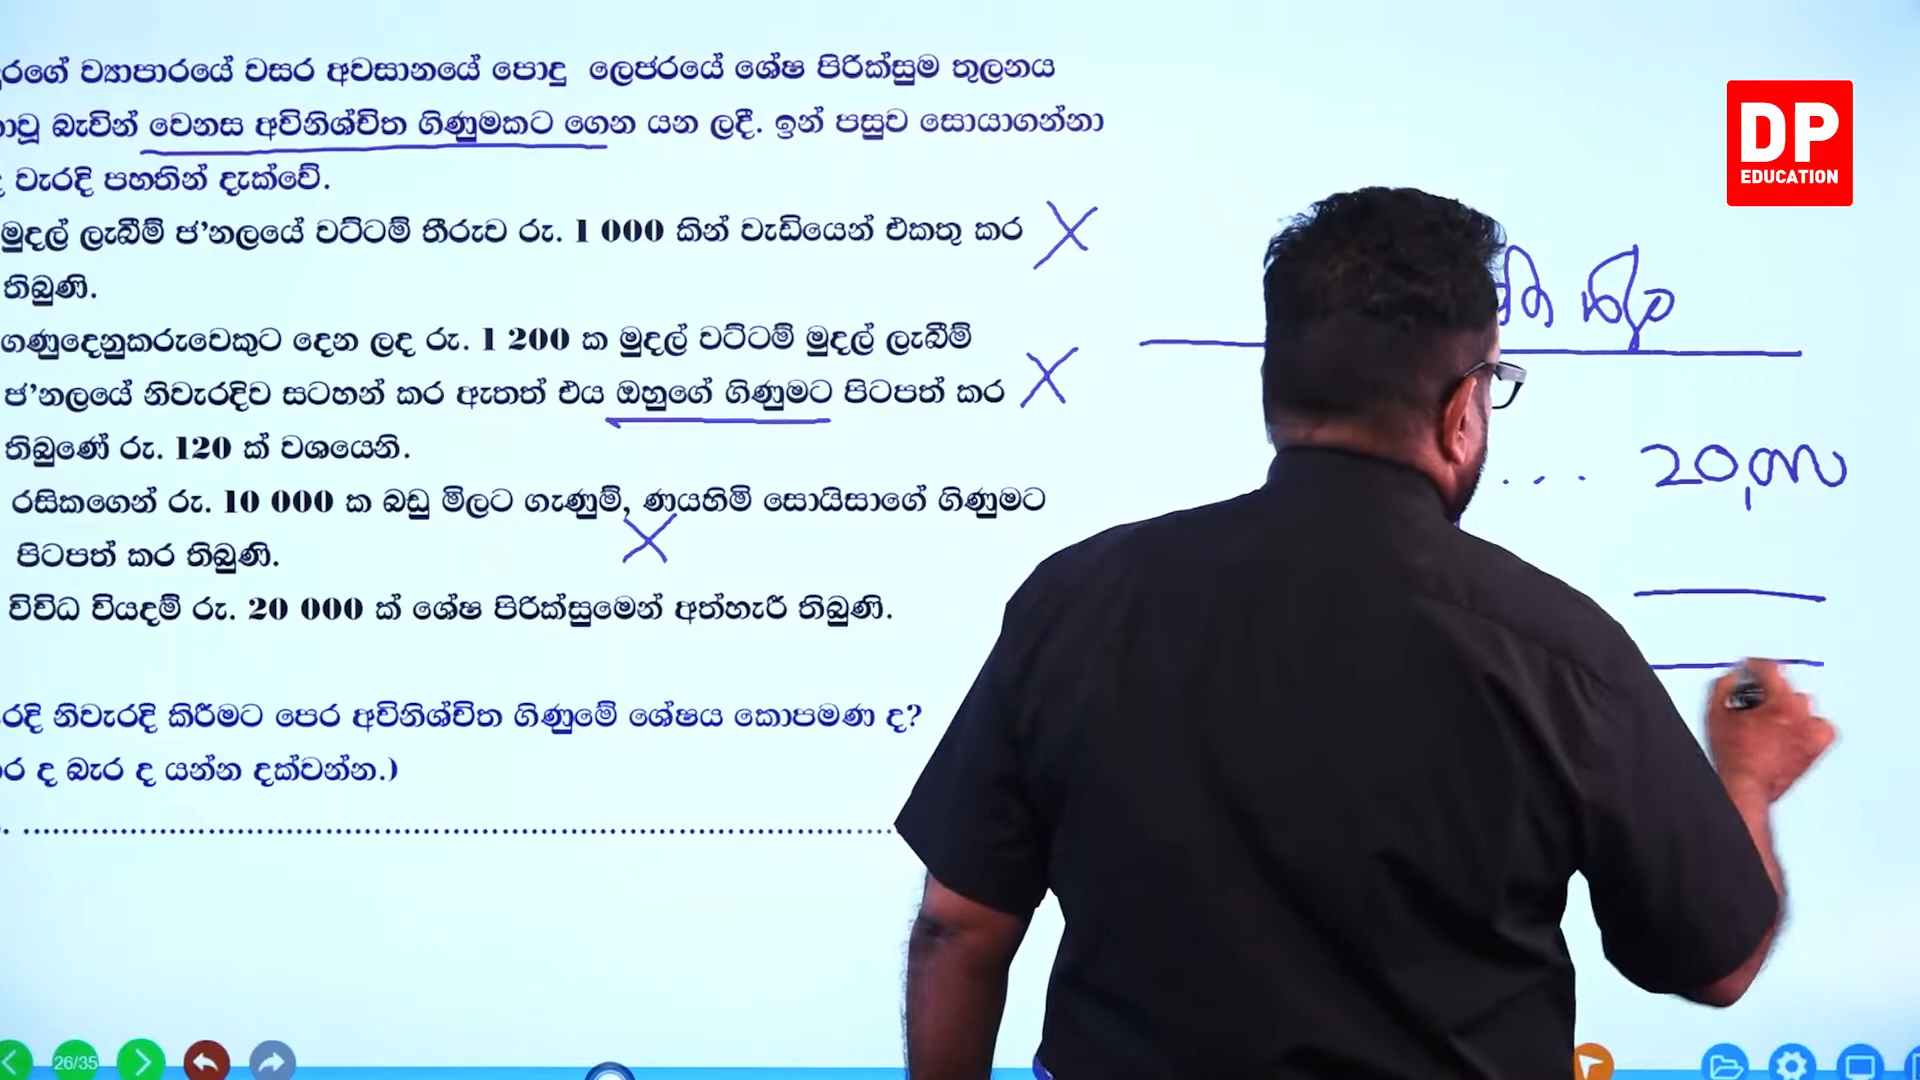 ව්‍යාපාරයේ වසර අවසානයේ පොදු ලෙජරයේ ශේෂ පිරික්සුම තුලනය
බැවින් වෙනස අවිනිශ්චිත ගිණුමකට ගෙන යන ලදී. ඉන් පසුව සොයාගන්නා
වැරදි පහතින් දැක්වේ.
මුදල් ලැබීම් ජ'නලයේ වට්ටම් තීරුව රු. 1 000 කින් වැඩියෙන් එකතු කර
තිබුණි.
ගණුදෙනුකරුවෙකුට දෙන ලද රු. 1 200 ක මුදල් වට්ටම් මුදල් ලැබීම්
ජ'නලයේ නිවැරදිව සටහන් කර ඇතත් එය ඔහුගේ ගිණුමට පිටපත් කර
තිබුණේ රු. 120 ක් වශයෙනි.
රසිකගෙන් රු. 10 000 ක බඩු මිලට ගැණුම්, ණයහිමි සොයිසාගේ ගිණුමට
පිටපත් කර තිබුණි.
විවිධ වියදම් රු. 20 000 ක් ශේෂ පිරික්සුමෙන් අත්හැරී තිබුණි.
නිවැරදි කිරීමට පෙර අවිනිශ්චිත ගිණුමේ ශේෂය කොපමණ ද?
ද බැර ද යන්න දක්වන්න.)
DP
EDUCATION
20,000
26/35